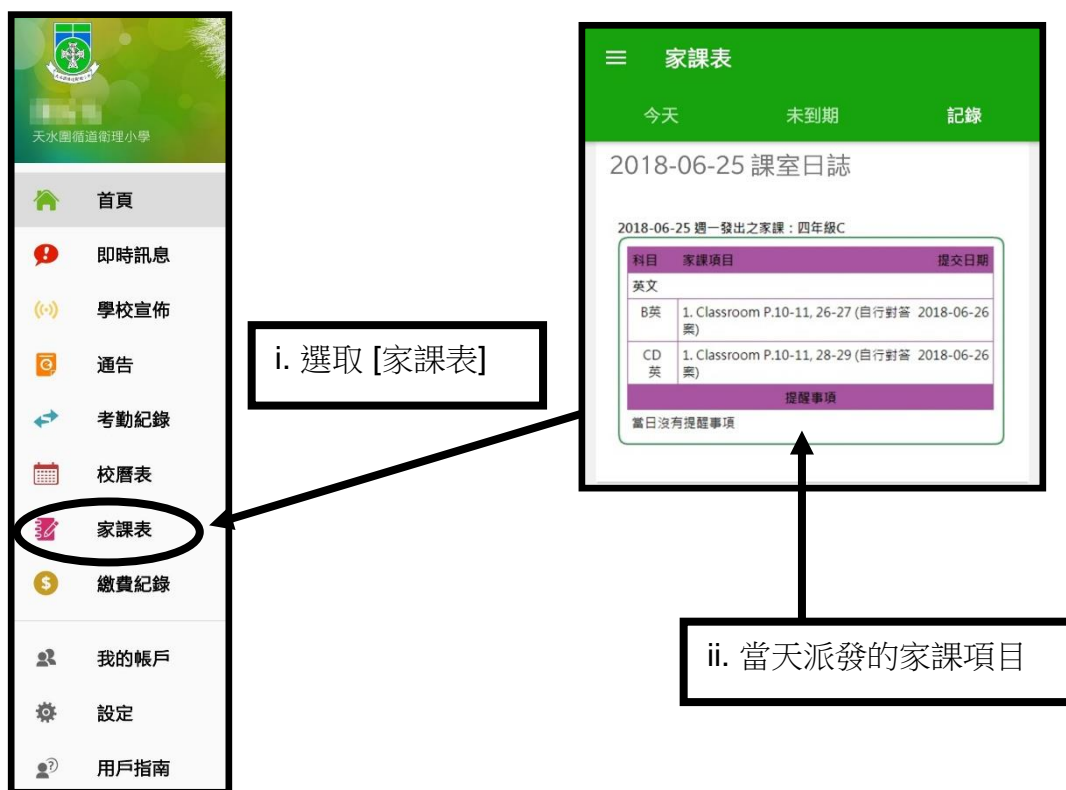 天水圍循道衛理小學
首頁
即時訊息
學校宣佈
通告
考勤紀錄
校曆表
家課表
繳費紀錄
我的帳戶
設定
用戶指南
i. 選取 [家課表]
家課表
今天 未到期 記錄
2018-06-25 課室日誌
2018-06-25 週一發出之家課：四年級C
科目 家課項目 提交日期
英文
B英 1. Classroom P.10-11, 26-27 (自行對答 2018-06-26
案)
CD 1. Classroom P.10-11, 28-29 (自行對答 2018-06-26
英 案)
提醒事項
當日沒有提醒事項
ii. 當天派發的家課項目